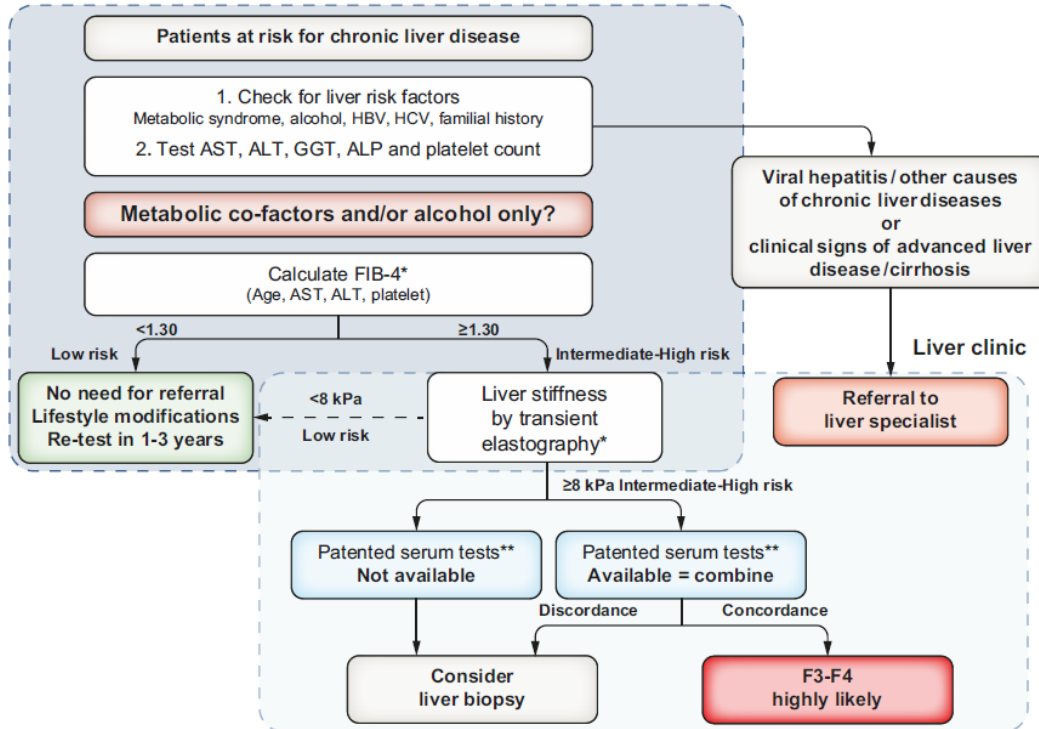 Patients at risk for chronic liver disease
1. Check for liver risk factors
Metabolic syndrome, alcohol, HBV, HCV, familial history
2. Test AST, ALT, GGT, ALP and platelet count
Viral hepatitis / other causes
of chronic liver diseases
or
clinical signs of advanced liver
disease/cirrhosis
Metabolic co-factors and/or alcohol only?
Calculate FIB-4*
(Age, AST, ALT, platelet)
<1.30
≥1.30
Low risk
Intermediate-High risk
Liver clinic
No need for referral
Lifestyle modifications
Re-test in 1-3 years
<8 kPa
Low risk
Liver stiffness
by transient
elastography*
Referral to
liver specialist
≥8 kPa Intermediate-High risk
Patented serum tests**
Not available
Patented serum tests**
Available = combine
Discordance
Concordance
Consider
liver biopsy
F3-F4
highly likely